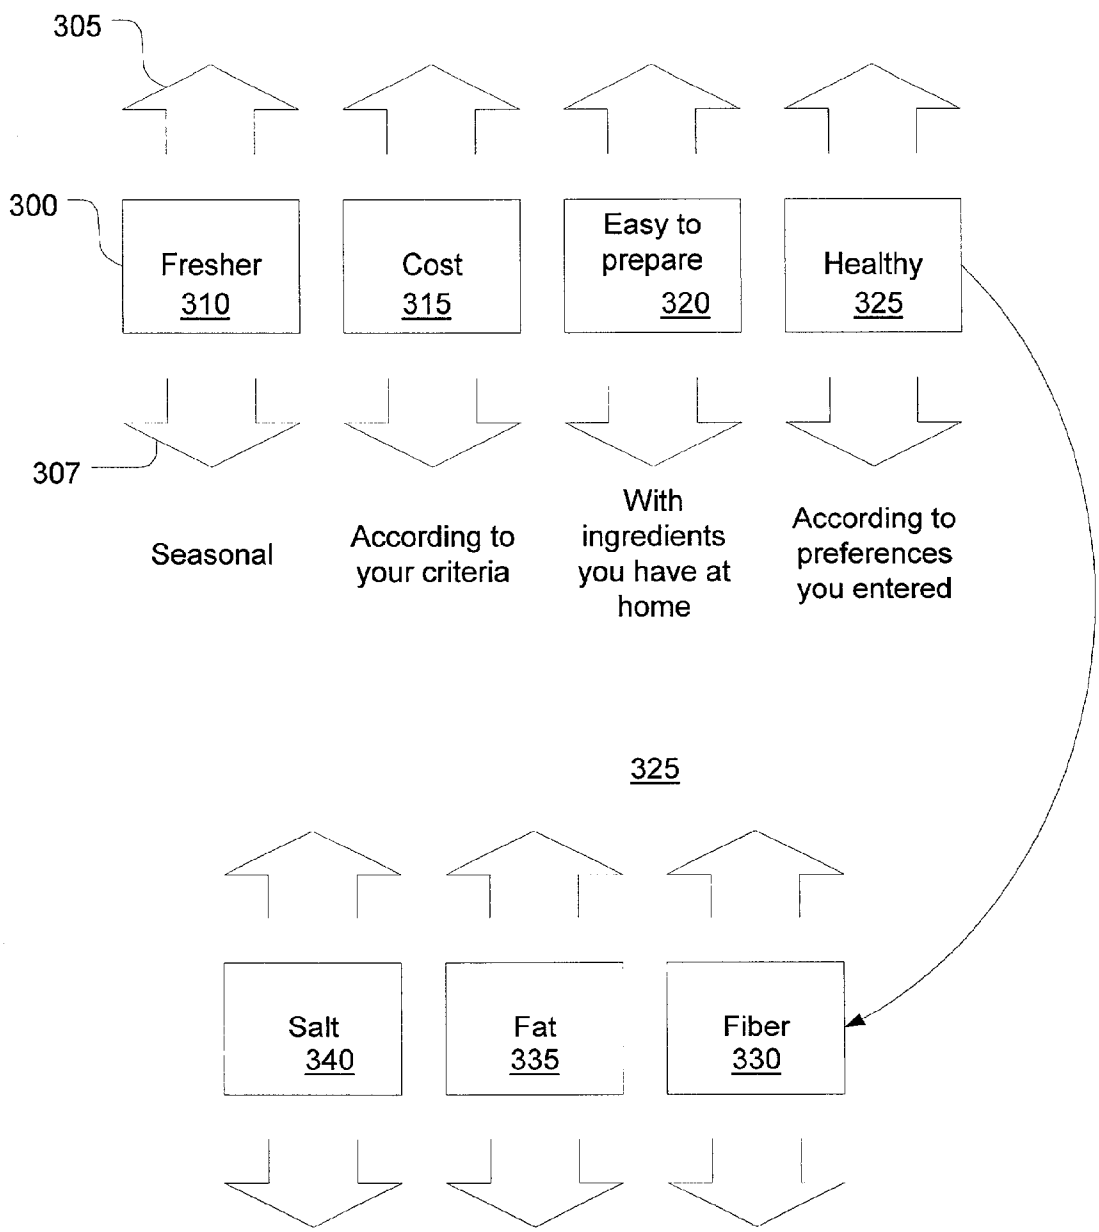 305
300
Fresher
310
Cost
315
Easy to
prepare
320
Healthy
325
307
Seasonal
According to
your criteria
With
ingredients
you have at
home
According to
preferences
you entered
325
Salt
340
Fat
335
Fiber
330